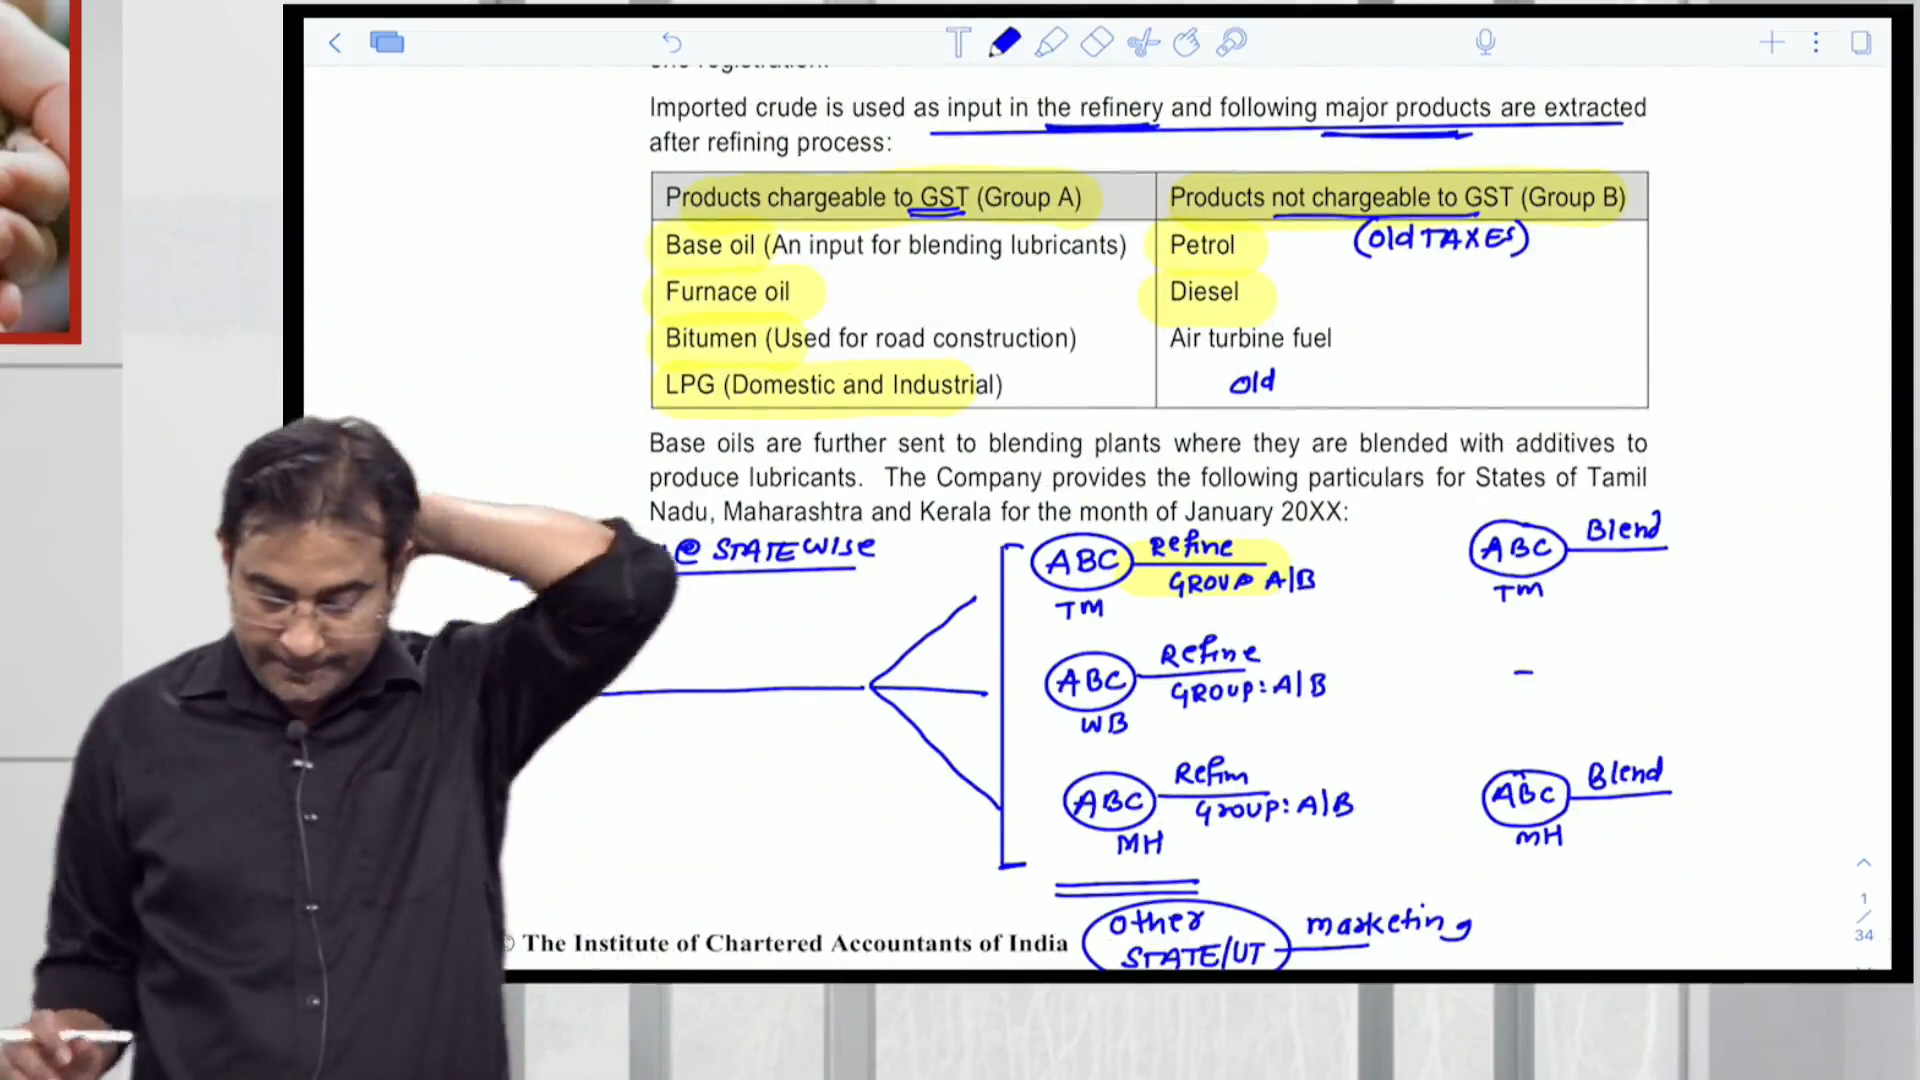 Imported crude is used as input in the refinery and following major products are extracted
after refining process:
Products chargeable to GST (Group A)
Products not chargeable to GST (Group B)
Base oil (An input for blending lubricants)
Petrol
(Old TAXES)
Furnace oil
Diesel
Bitumen (Used for road construction)
Air turbine fuel
LPG (Domestic and Industrial)
Old
Base oils are further sent to blending plants where they are blended with additives to
produce lubricants. The Company provides the following particulars for States of Tamil
Nadu, Maharashtra and Kerala for the month of January 20XX:
@ STATEWISE
ABC
Refine
GROUP A|B
TM
ABC
Blend
TM
ABC
Refine
GROUP: A|B
WB
-
ABC
Refim
Group: A|B
MH
ABC
Blend
MH
Other
STATE/UT
marketing
© The Institute of Chartered Accountants of India
1
/
34